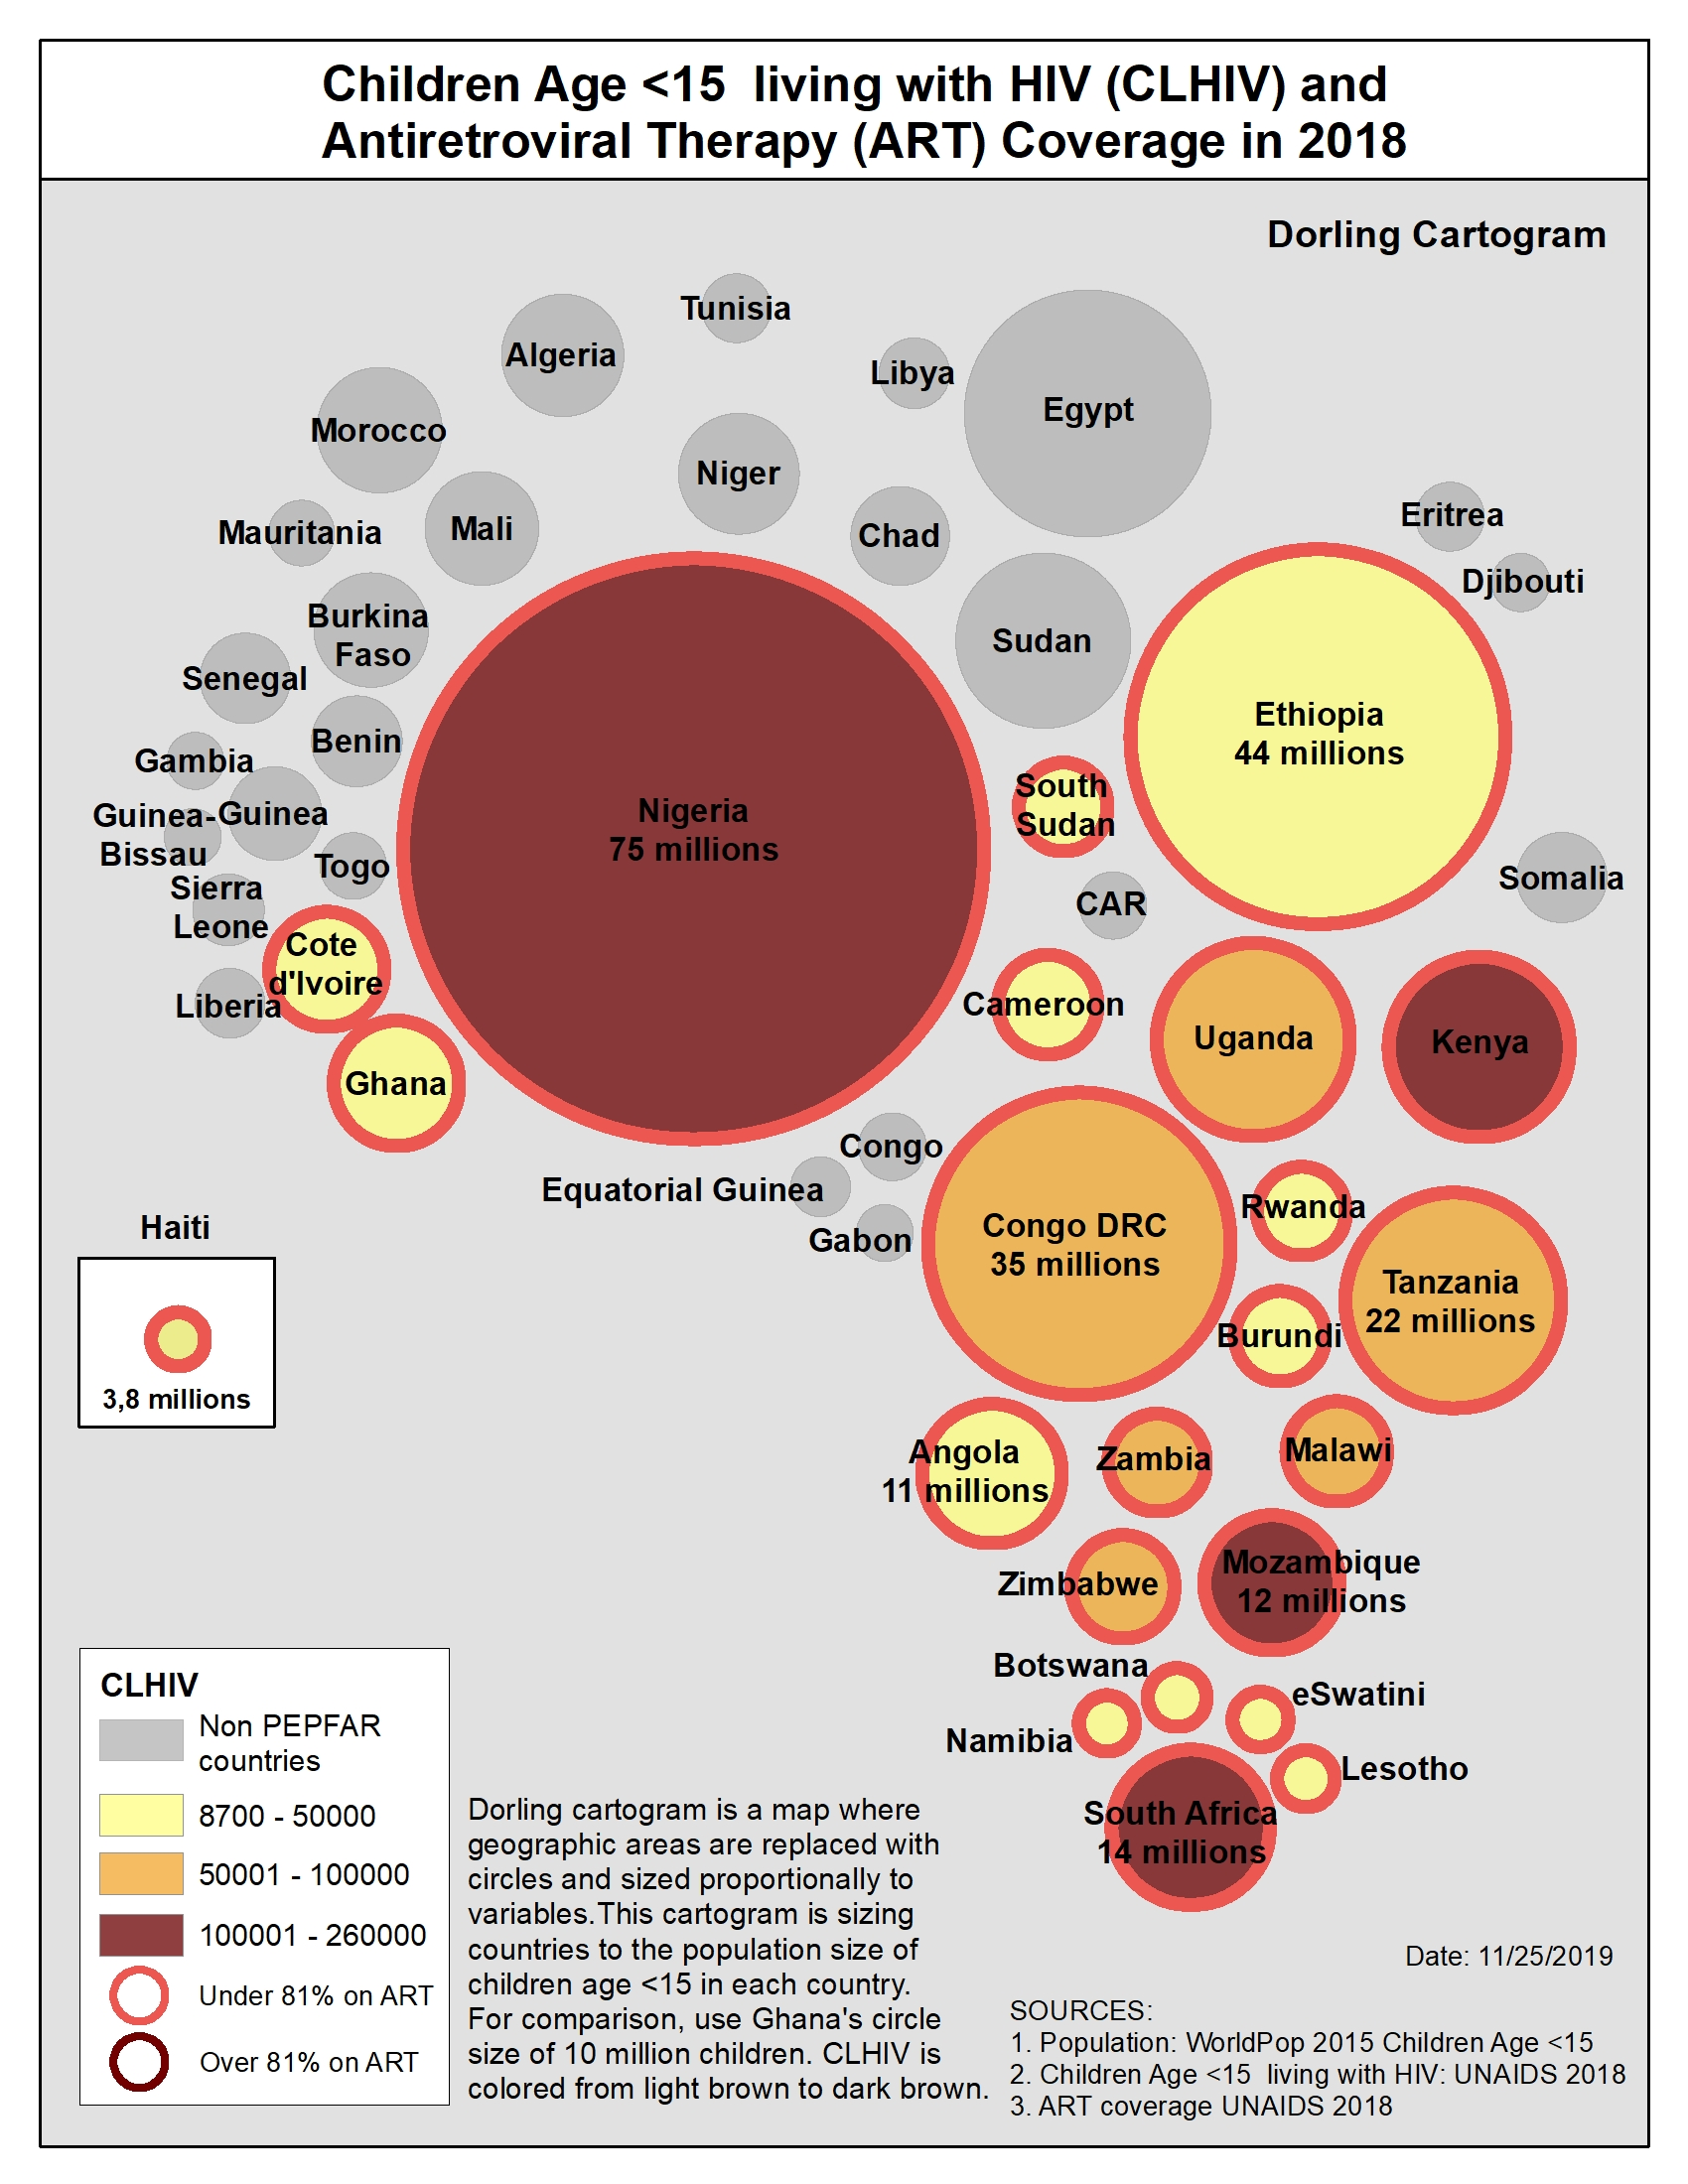 Children Age <15  living with HIV (CLHIV) and
Antiretroviral Therapy (ART) Coverage in 2018
Dorling Cartogram
Tunisia
Algeria
Libya
Egypt
Morocco
Niger
Mauritania
Mali
Chad
Eritrea
Djibouti
Burkina
Faso
Sudan
Senegal
Ethiopia
44 millions
Benin
Gambia
South
Sudan
Nigeria
75 millions
Guinea-
Bissau
Guinea
Togo
Somalia
Sierra
Leone
CAR
Cote
d'Ivoire
Liberia
Cameroon
Uganda
Kenya
Ghana
Congo
Equatorial Guinea
Gabon
Congo DRC
35 millions
Rwanda
Haiti
3,8 millions
Tanzania
22 millions
Burundi
Angola
11 millions
Zambia
Malawi
Zimbabwe
Mozambique
12 millions
Botswana
eSwatini
Namibia
Lesotho
South Africa
14 millions
CLHIV
Non PEPFAR
countries
8700 - 50000
50001 - 100000
100001 - 260000
Under 81% on ART
Over 81% on ART
Dorling cartogram is a map where
geographic areas are replaced with
circles and sized proportionally to
variables.This cartogram is sizing
countries to the population size of
children age <15 in each country.
For comparison, use Ghana's circle
size of 10 million children. CLHIV is
colored from light brown to dark brown.
Date: 11/25/2019
SOURCES:
1. Population: WorldPop 2015 Children Age <15
2. Children Age <15  living with HIV: UNAIDS 2018
3. ART coverage UNAIDS 2018